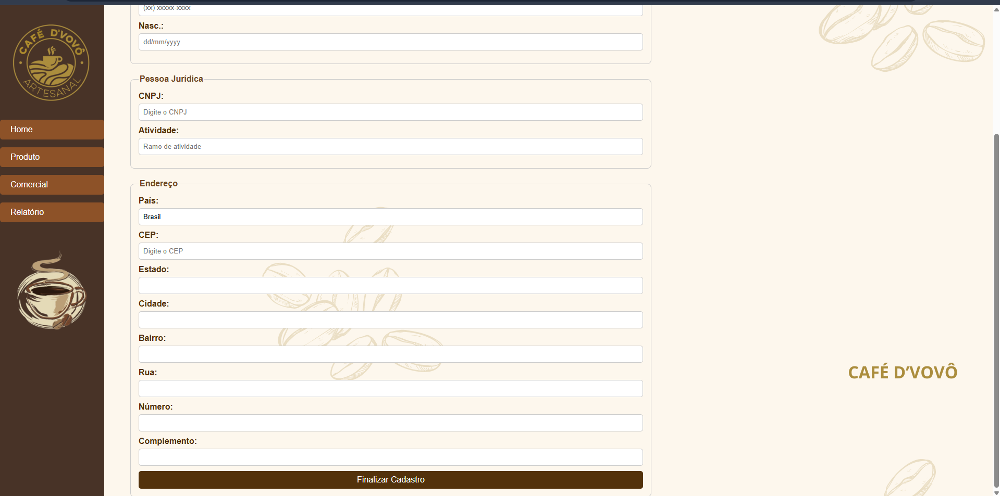 CAFÉ D'VOVÔ
ARTESANAL
Home
Produto
Comercial
Relatório
(xx) xxxxx-xxxx
Nasc.:
dd/mm/yyyy
Pessoa Jurídica
CNPJ:
Digite o CNPJ
Atividade:
Ramo de atividade
Endereço
País:
Brasil
CEP:
Digite o CEP
Estado:
Cidade:
Bairro:
Rua:
Número:
Complemento:
Finalizar Cadastro
CAFÉ D’VOVÔ